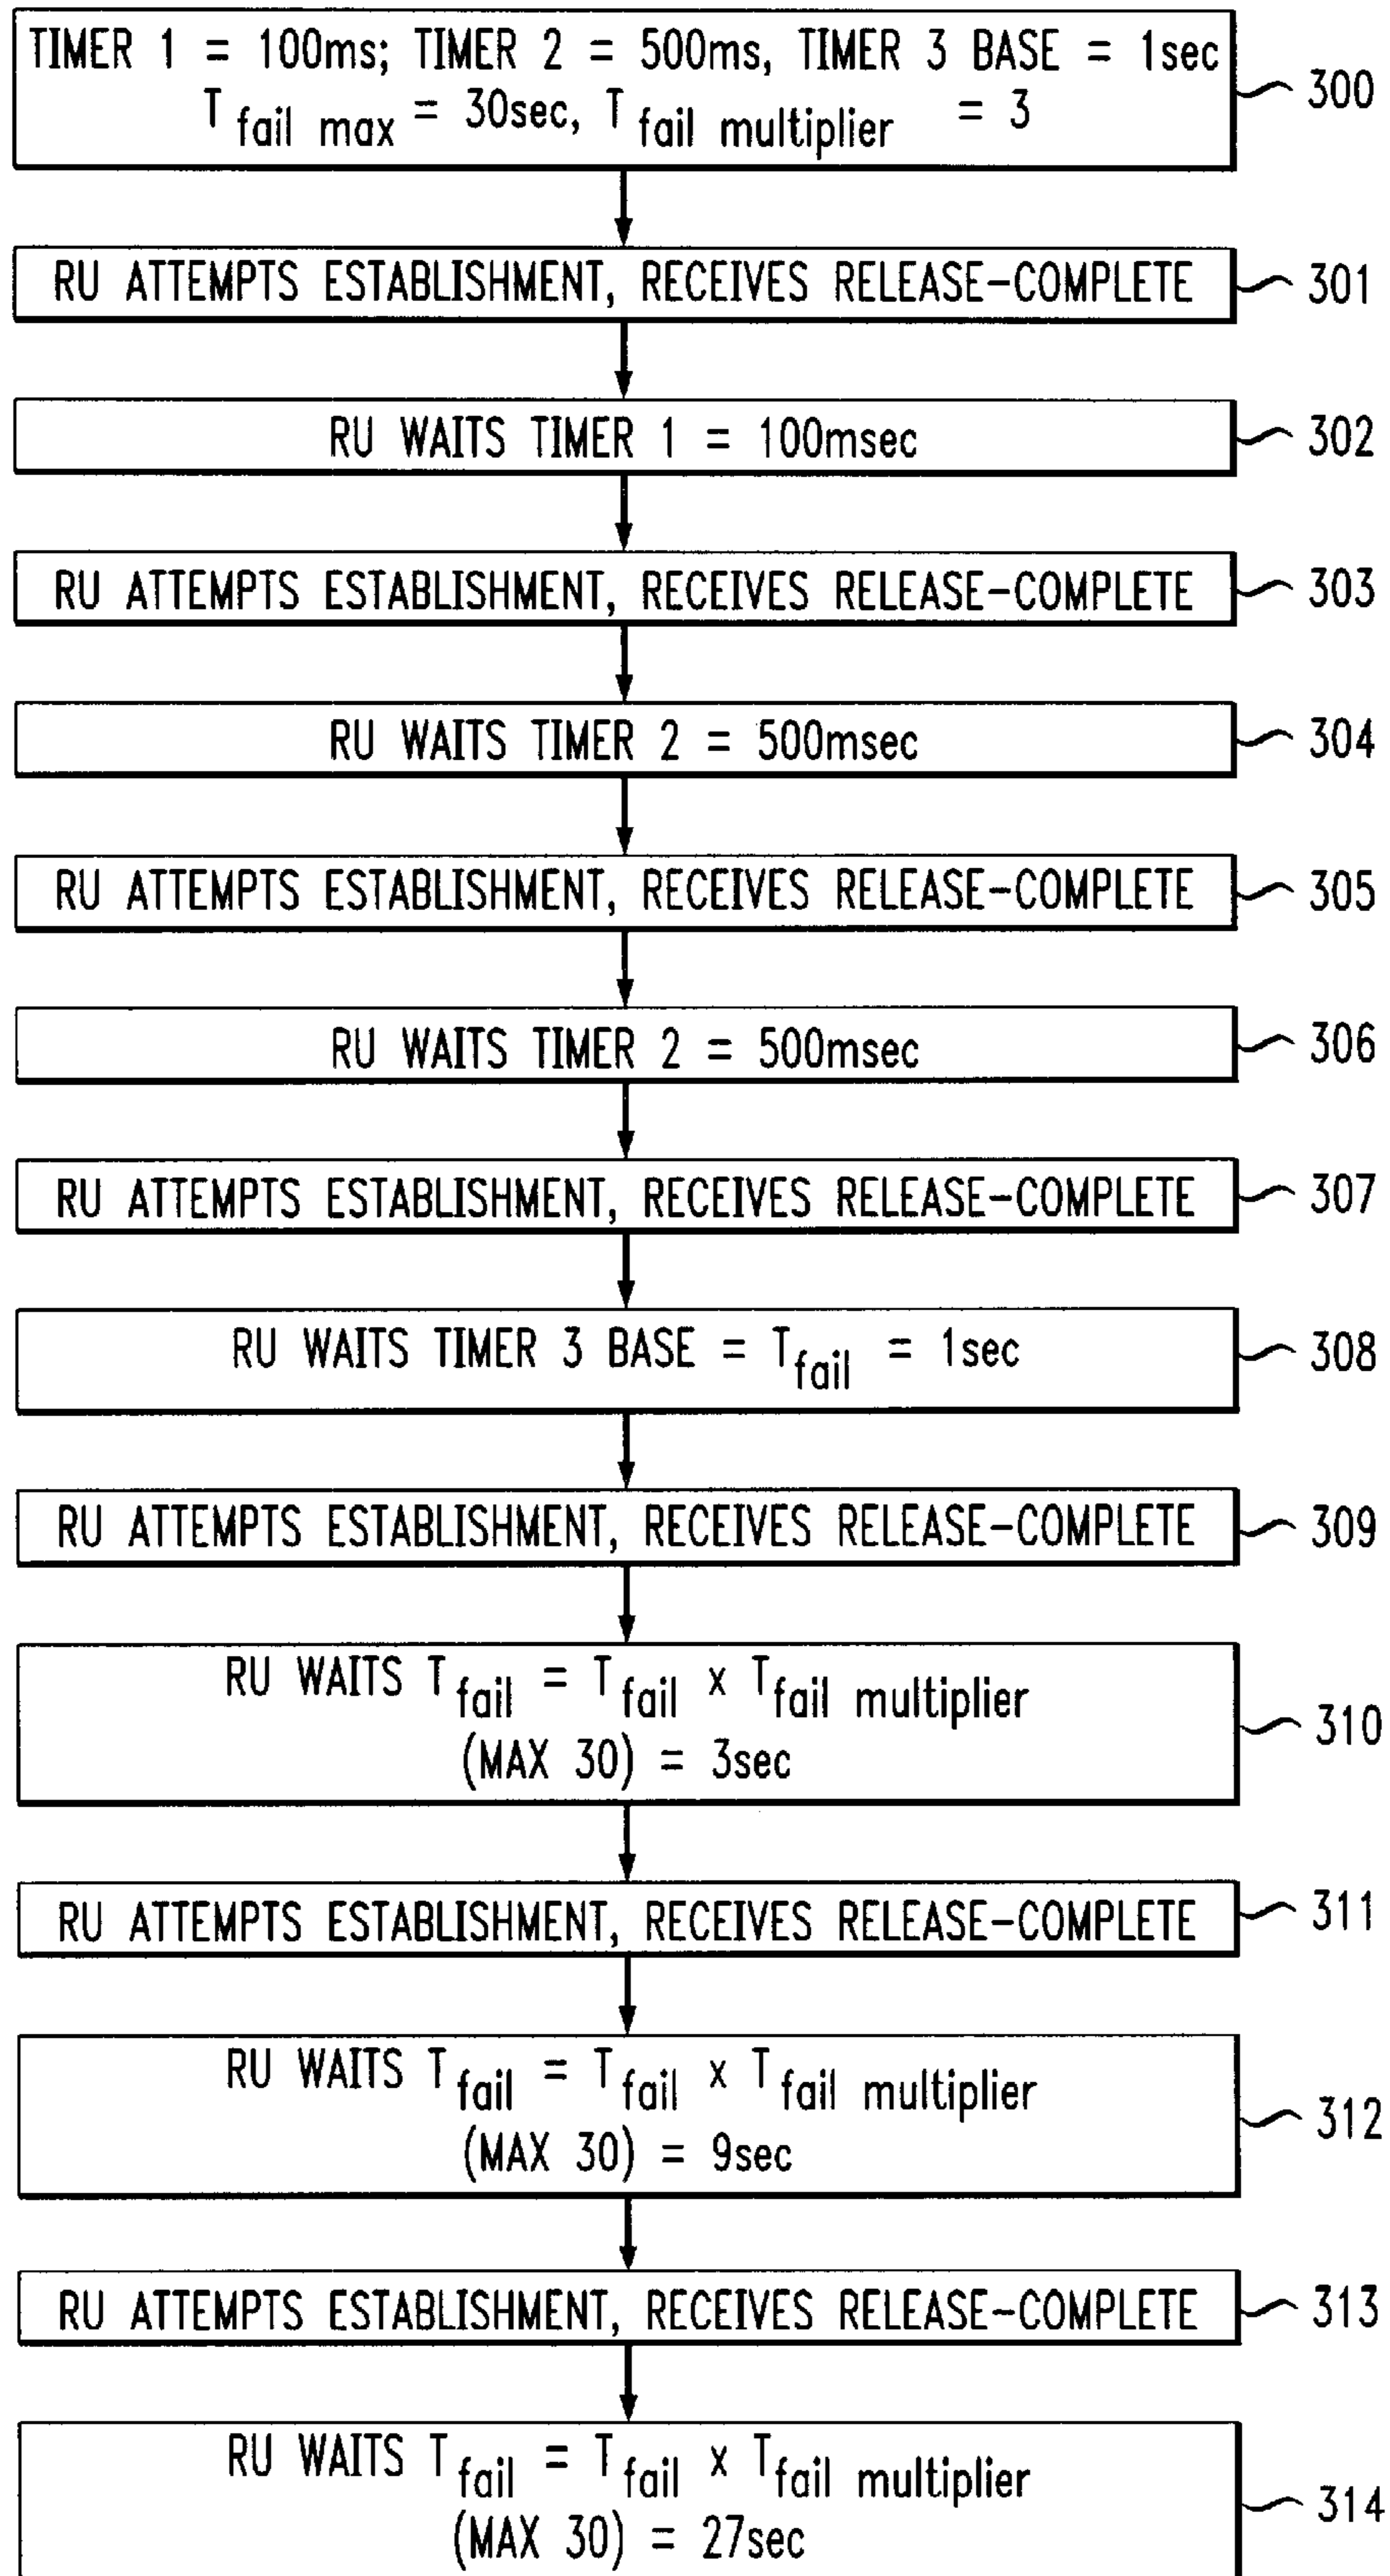 TIMER 1 = 100ms; TIMER 2 = 500ms, TIMER 3 BASE = 1sec
T fail max = 30sec, T fail multiplier = 3
300
RU ATTEMPTS ESTABLISHMENT, RECEIVES RELEASE-COMPLETE
301
RU WAITS TIMER 1 = 100msec
302
RU ATTEMPTS ESTABLISHMENT, RECEIVES RELEASE-COMPLETE
303
RU WAITS TIMER 2 = 500msec
304
RU ATTEMPTS ESTABLISHMENT, RECEIVES RELEASE-COMPLETE
305
RU WAITS TIMER 2 = 500msec
306
RU ATTEMPTS ESTABLISHMENT, RECEIVES RELEASE-COMPLETE
307
RU WAITS TIMER 3 BASE = T fail = 1sec
308
RU ATTEMPTS ESTABLISHMENT, RECEIVES RELEASE-COMPLETE
309
RU WAITS T fail = T fail x T fail multiplier
(MAX 30) = 3sec
310
RU ATTEMPTS ESTABLISHMENT, RECEIVES RELEASE-COMPLETE
311
RU WAITS T fail = T fail x T fail multiplier
(MAX 30) = 9sec
312
RU ATTEMPTS ESTABLISHMENT, RECEIVES RELEASE-COMPLETE
313
RU WAITS T fail = T fail x T fail multiplier
(MAX 30) = 27sec
314